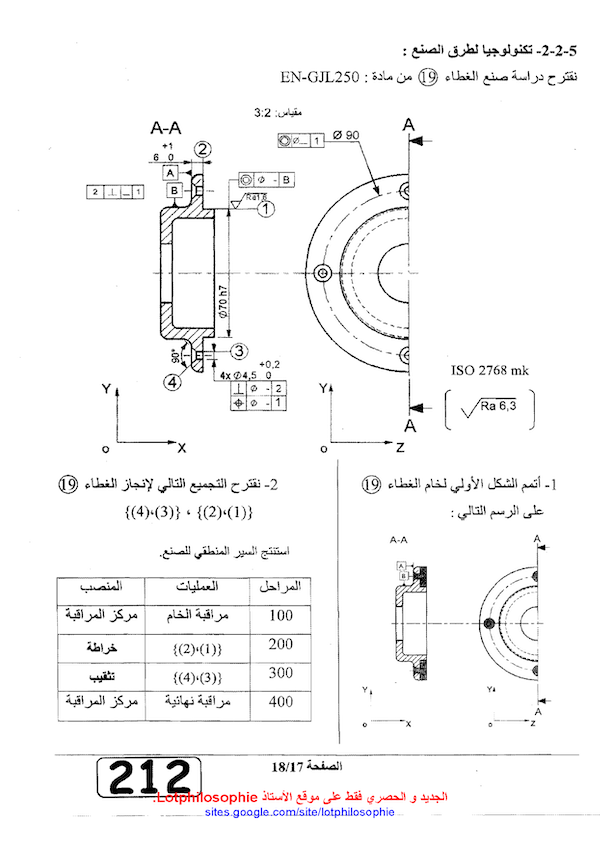 5-2-2- تكنولوجيا لطرق الصنع :
نقترح دراسة صنع الغطاء 19 من مادة : EN-GJL250
مقياس: 3:2
A-A
A
Ø 90
1
+1
6 0
2
A
B
B
2 ⊥ 1
Ra1,6
1
Ø70 h7
90°
3
4
+0,2
4x Ø4,5 0
⊥ Ø - 2
⌖ Ø - 1
ISO 2768 mk
Ra 6,3
A
Y
o
X
Y
o
Z
1- أتمم الشكل الأولي لخام الغطاء 19
على الرسم التالي :
A-A
A
A
B
Y
o
X
Y
o
Z
A
2- نقترح التجميع التالي لإنجاز الغطاء 19
{(1)،(2)} ، {(3)،(4)}
استنتج السير المنطقي للصنع.
المراحل العمليات المنصب
100 مراقبة الخام مركز المراقبة
200 {(1)،(2)} خراطة
300 {(3)،(4)} تثقيب
400 مراقبة نهائية مركز المراقبة
الصفحة 18/17
212
الجديد و الحصري فقط على موقع الأستاذ Lotphilosophie.
sites.google.com/site/lotphilosophie